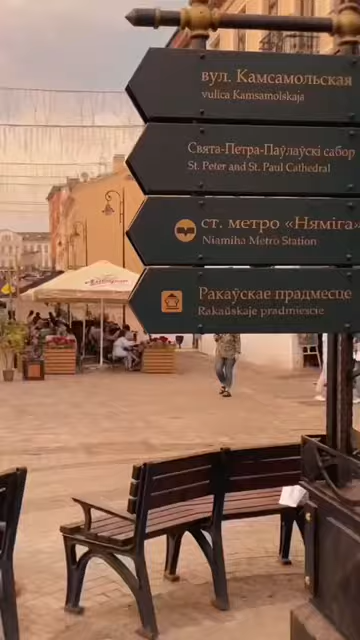 вул. Камсамольская
vulica Kamsamolskaja
Свята-Петра-Паўлаўскі сабор
St. Peter and St. Paul Cathedral
ст. метро «Няміга»
Niamiha Metro Station
Ракаўскае прадмесце
Rakaŭskaje pradmiescie